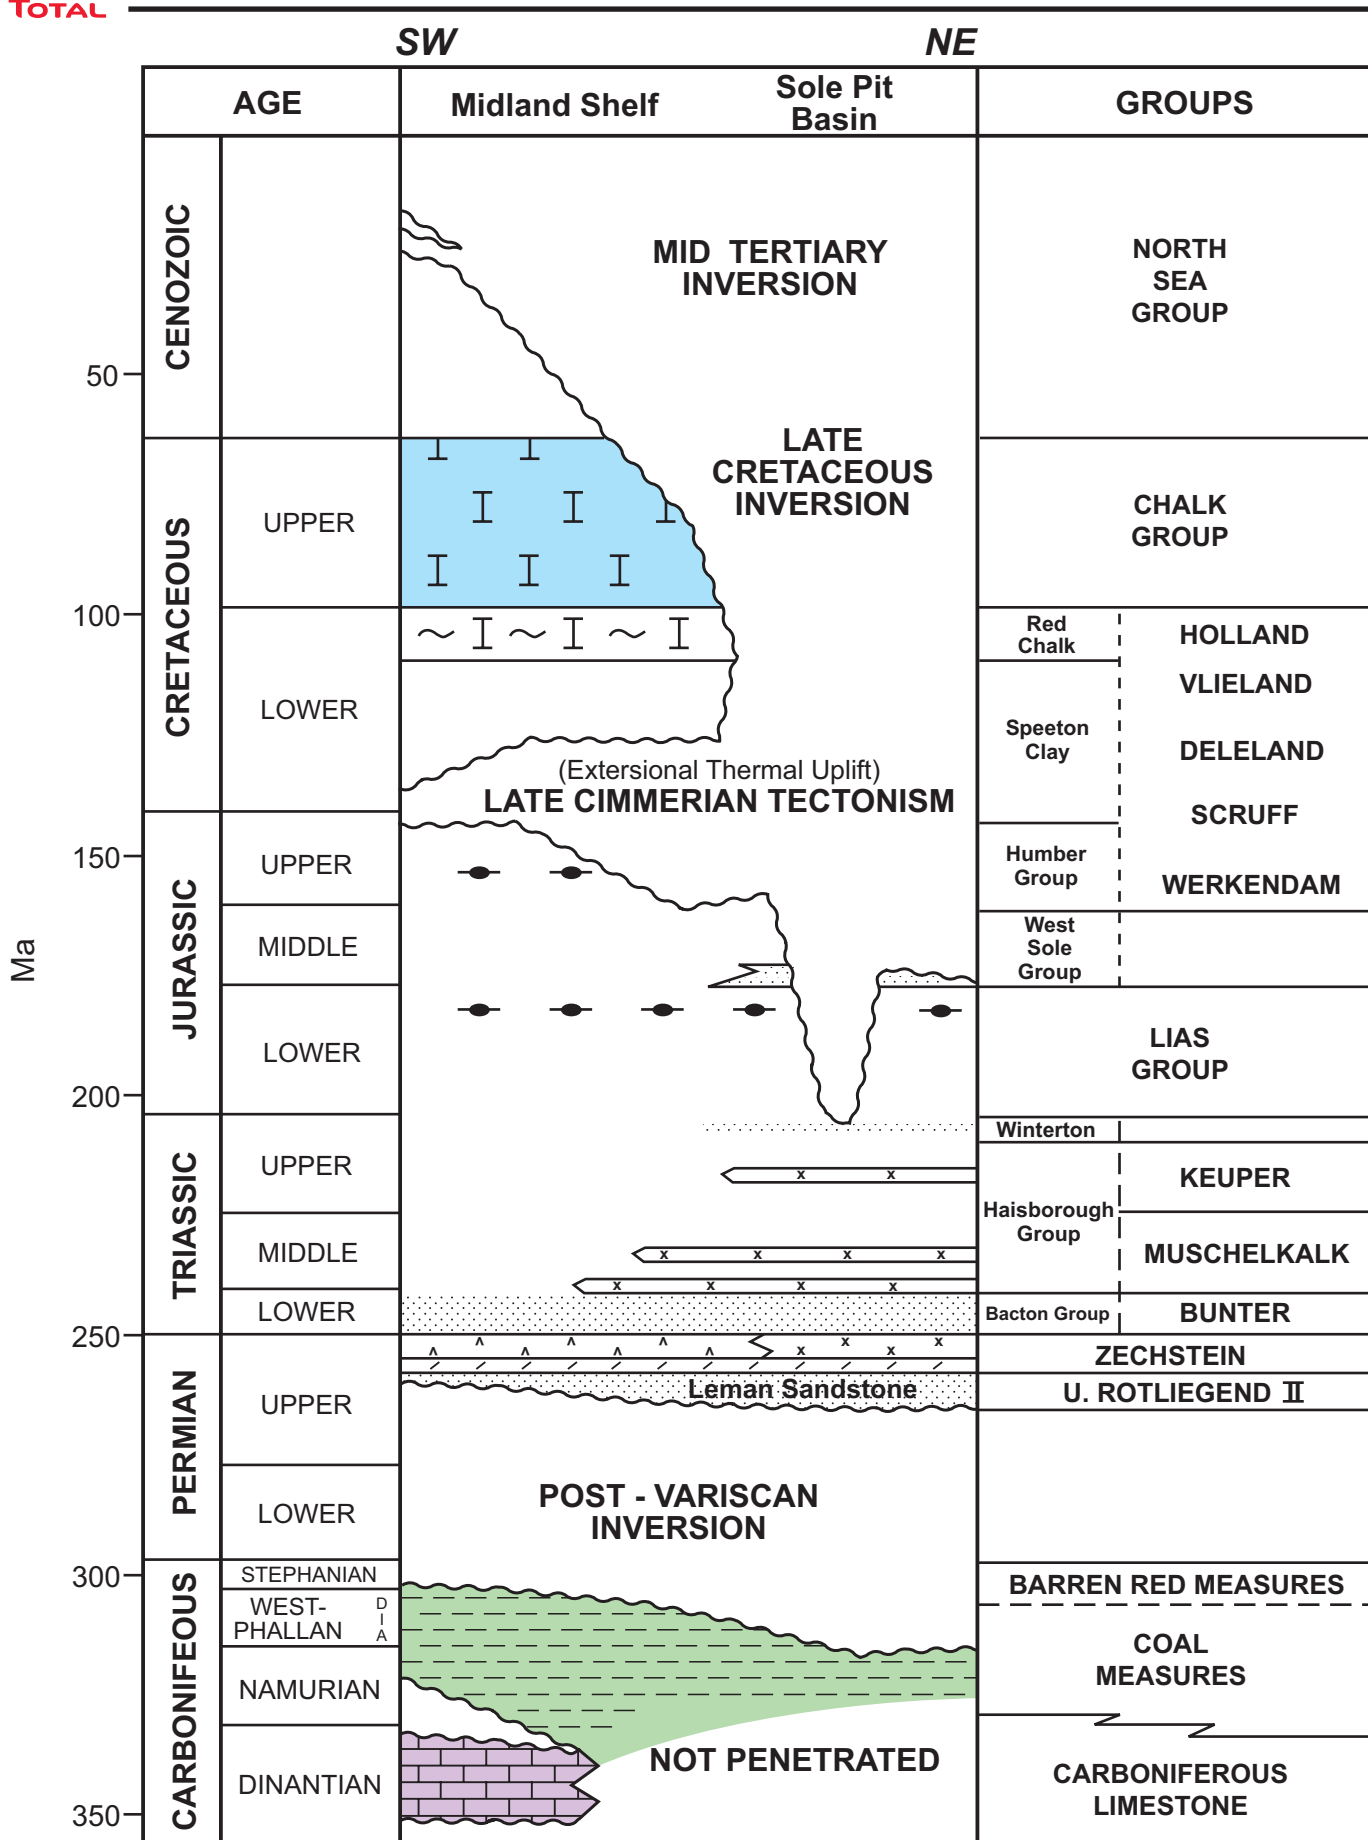 TOTAL
SW NE
AGE
Midland Shelf
Sole Pit
Basin
GROUPS
CENOZOIC
MID TERTIARY
INVERSION
NORTH
SEA
GROUP
50
LATE
CRETACEOUS
INVERSION
CRETACEOUS
UPPER
CHALK
GROUP
100
Red
Chalk
HOLLAND
VLIELAND
LOWER
Speeton
Clay
DELELAND
(Extersional Thermal Uplift)
LATE CIMMERIAN TECTONISM
SCRUFF
150
JURASSIC
UPPER
Humber
Group
WERKENDAM
Ma
MIDDLE
West
Sole
Group
LOWER
LIAS
GROUP
200
Winterton
TRIASSIC
UPPER
x x
KEUPER
Haisborough
Group
MIDDLE
x x x x
MUSCHELKALK
x x x x
LOWER
Bacton Group
BUNTER
250
^ ^ ^ x x
^ ^ ^ ^ x x
ZECHSTEIN
PERMIAN
UPPER
Leman Sandstone
U. ROTLIEGEND II
LOWER
POST - VARISCAN
INVERSION
300
CARBONIFEOUS
STEPHANIAN
BARREN RED MEASURES
WEST-
PHALLAN
D
I
A
COAL
MEASURES
NAMURIAN
NOT PENETRATED
DINANTIAN
CARBONIFEROUS
LIMESTONE
350